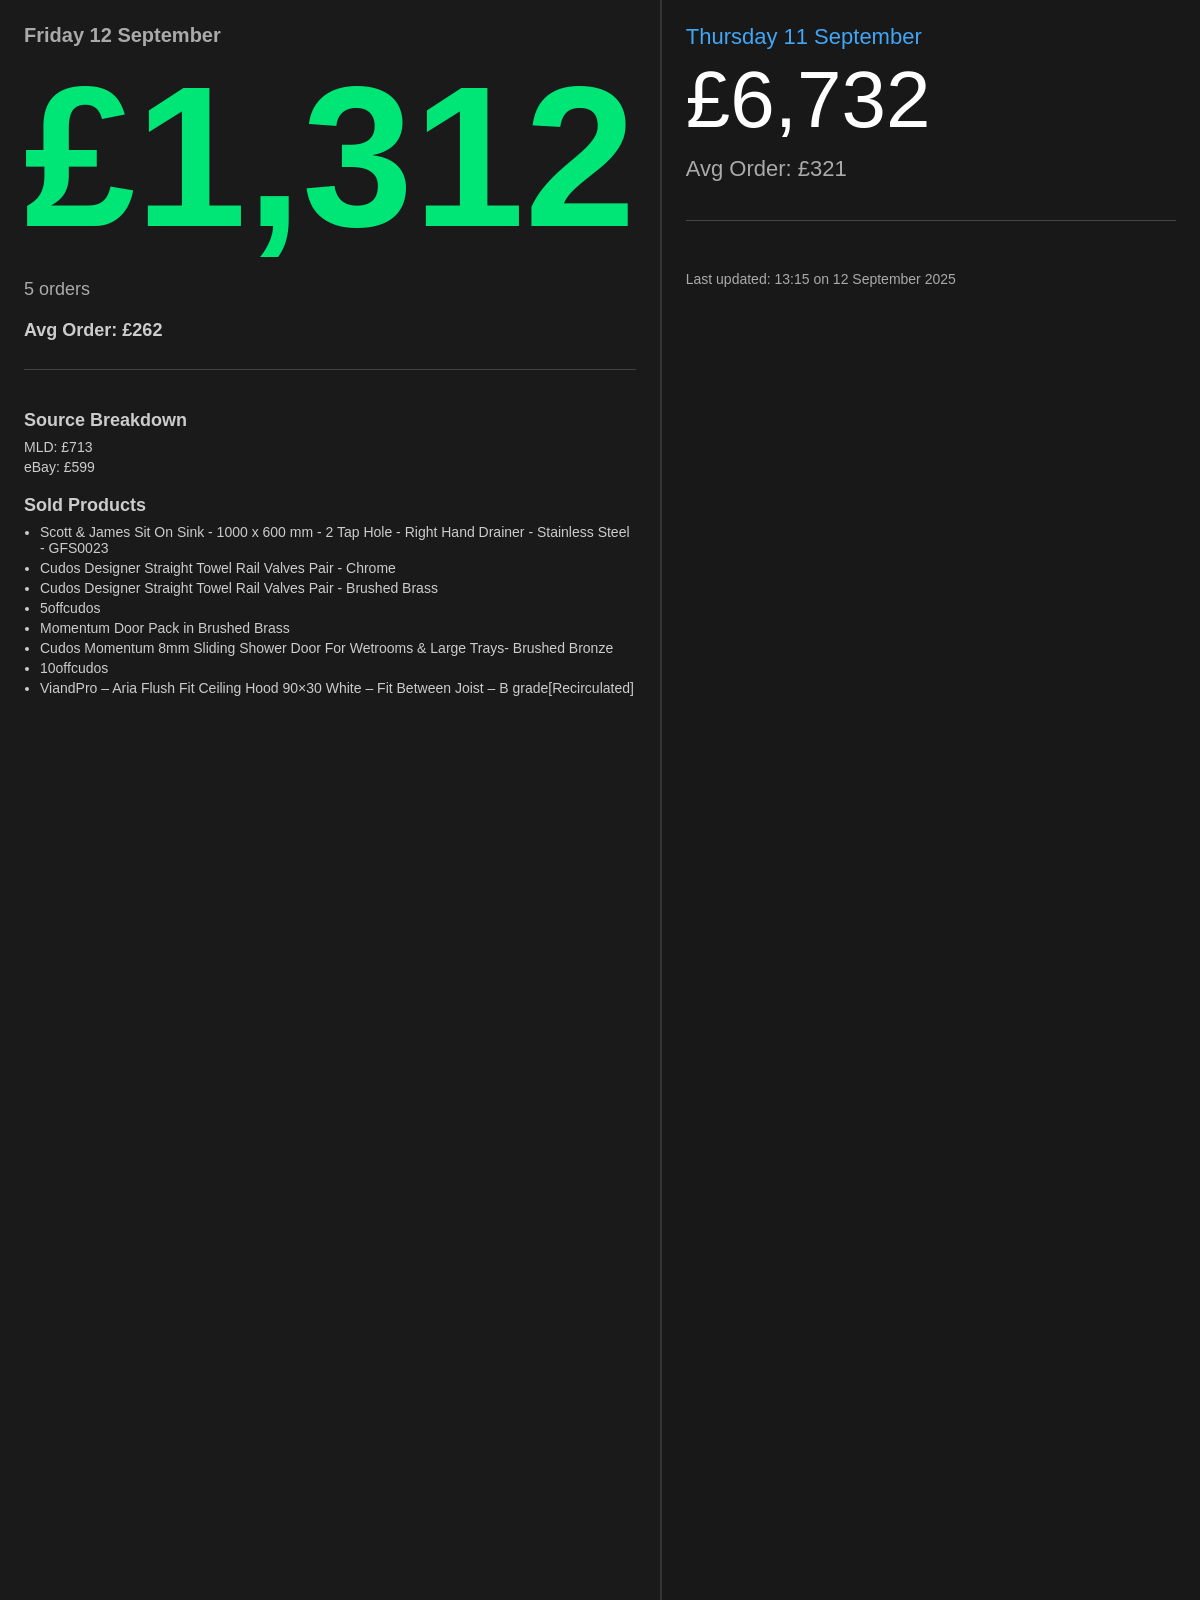 Friday 12 September
£1,312
5 orders
Avg Order: £262
Source Breakdown
MLD: £713
eBay: £599
Sold Products
• Scott & James Sit On Sink - 1000 x 600 mm - 2 Tap Hole - Right Hand Drainer - Stainless Steel
- GFS0023
• Cudos Designer Straight Towel Rail Valves Pair - Chrome
• Cudos Designer Straight Towel Rail Valves Pair - Brushed Brass
• 5offcudos
• Momentum Door Pack in Brushed Brass
• Cudos Momentum 8mm Sliding Shower Door For Wetrooms & Large Trays- Brushed Bronze
• 10offcudos
• ViandPro – Aria Flush Fit Ceiling Hood 90×30 White – Fit Between Joist – B grade[Recirculated]
Thursday 11 September
£6,732
Avg Order: £321
Last updated: 13:15 on 12 September 2025